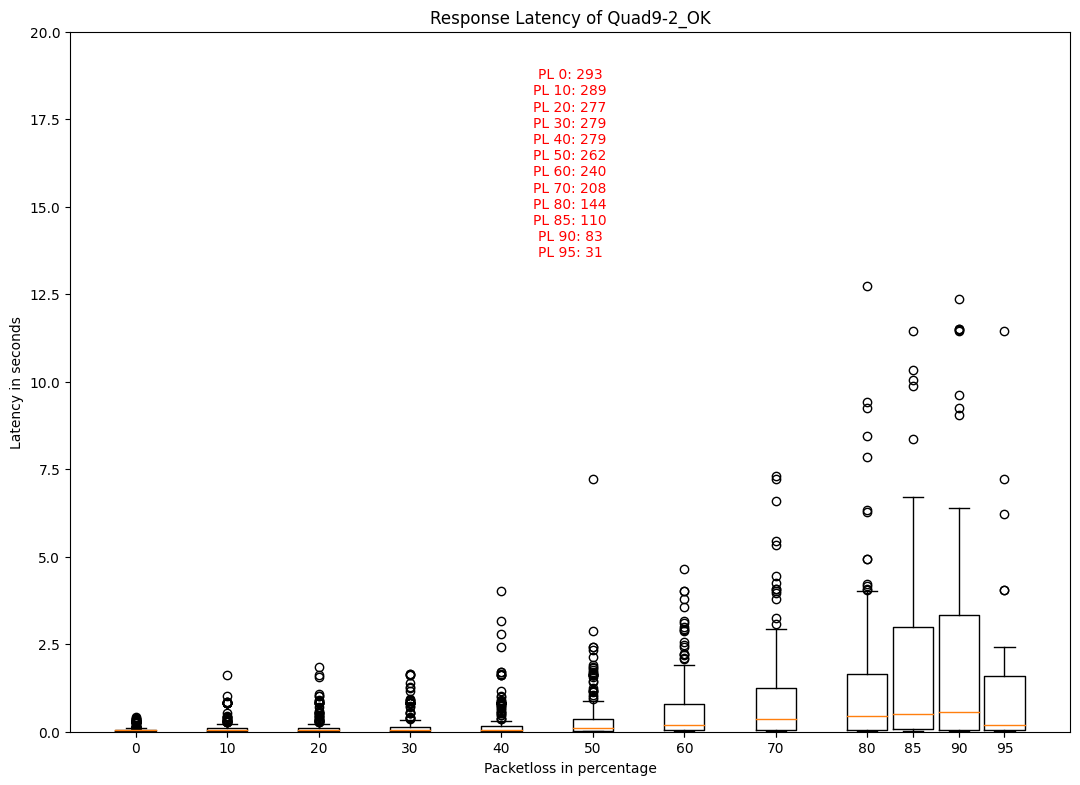 Response Latency of Quad9-2_OK
20.0
17.5
15.0
12.5
10.0
7.5
5.0
2.5
0.0
Latency in seconds
PL 0: 293
PL 10: 289
PL 20: 277
PL 30: 279
PL 40: 279
PL 50: 262
PL 60: 240
PL 70: 208
PL 80: 144
PL 85: 110
PL 90: 83
PL 95: 31
0 10 20 30 40 50 60 70 80 85 90 95
Packetloss in percentage